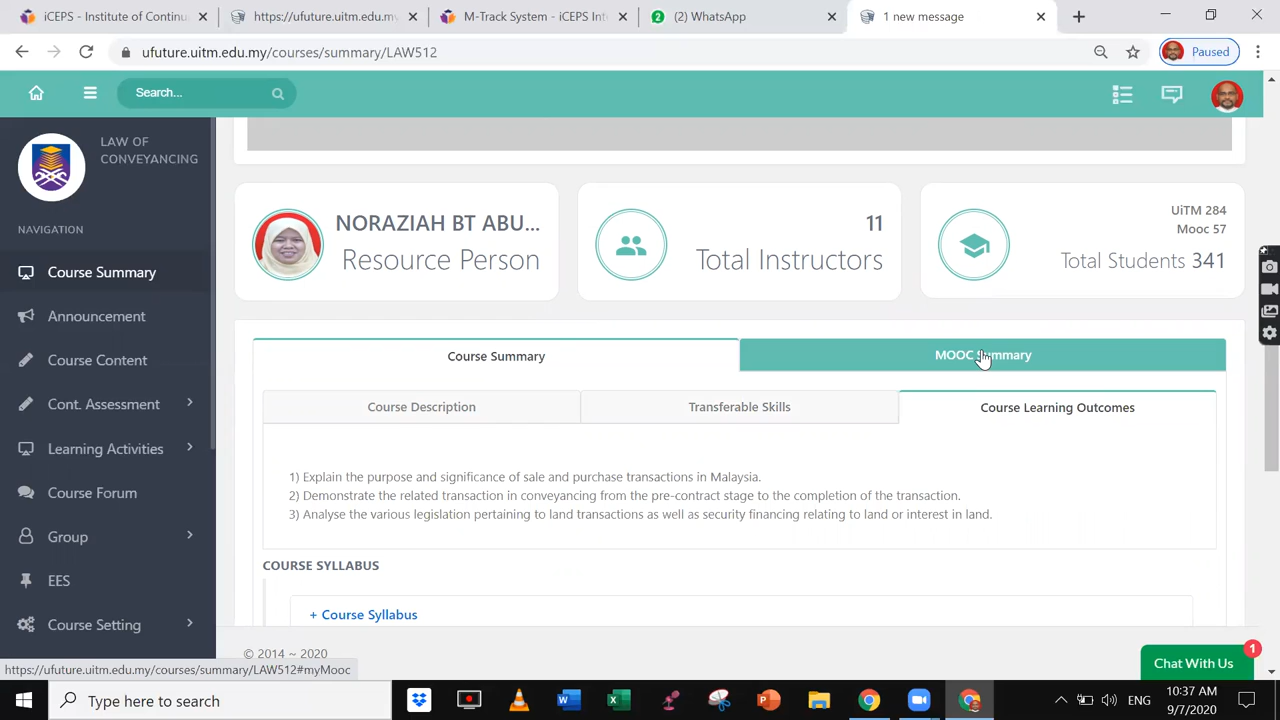 iCEPS - Institute of Continu
https://ufuture.uitm.edu.my
M-Track System - iCEPS Int
2
(2) WhatsApp
1 new message
ufuture.uitm.edu.my/courses/summary/LAW512
Paused
Search...
LAW OF
CONVEYANCING
NAVIGATION
Course Summary
Announcement
Course Content
Cont. Assessment
Learning Activities
Course Forum
Group
EES
Course Setting
NORAZIAH BT ABU...
Resource Person
11
Total Instructors
UiTM 284
Mooc 57
Total Students 341
Course Summary
MOOC Summary
Course Description
Transferable Skills
Course Learning Outcomes
1) Explain the purpose and significance of sale and purchase transactions in Malaysia.
2) Demonstrate the related transaction in conveyancing from the pre-contract stage to the completion of the transaction.
3) Analyse the various legislation pertaining to land transactions as well as security financing relating to land or interest in land.
COURSE SYLLABUS
+ Course Syllabus
© 2014 ~ 2020
https://ufuture.uitm.edu.my/courses/summary/LAW512#myMooc
Chat With Us
1
Type here to search
ENG
10:37 AM
9/7/2020